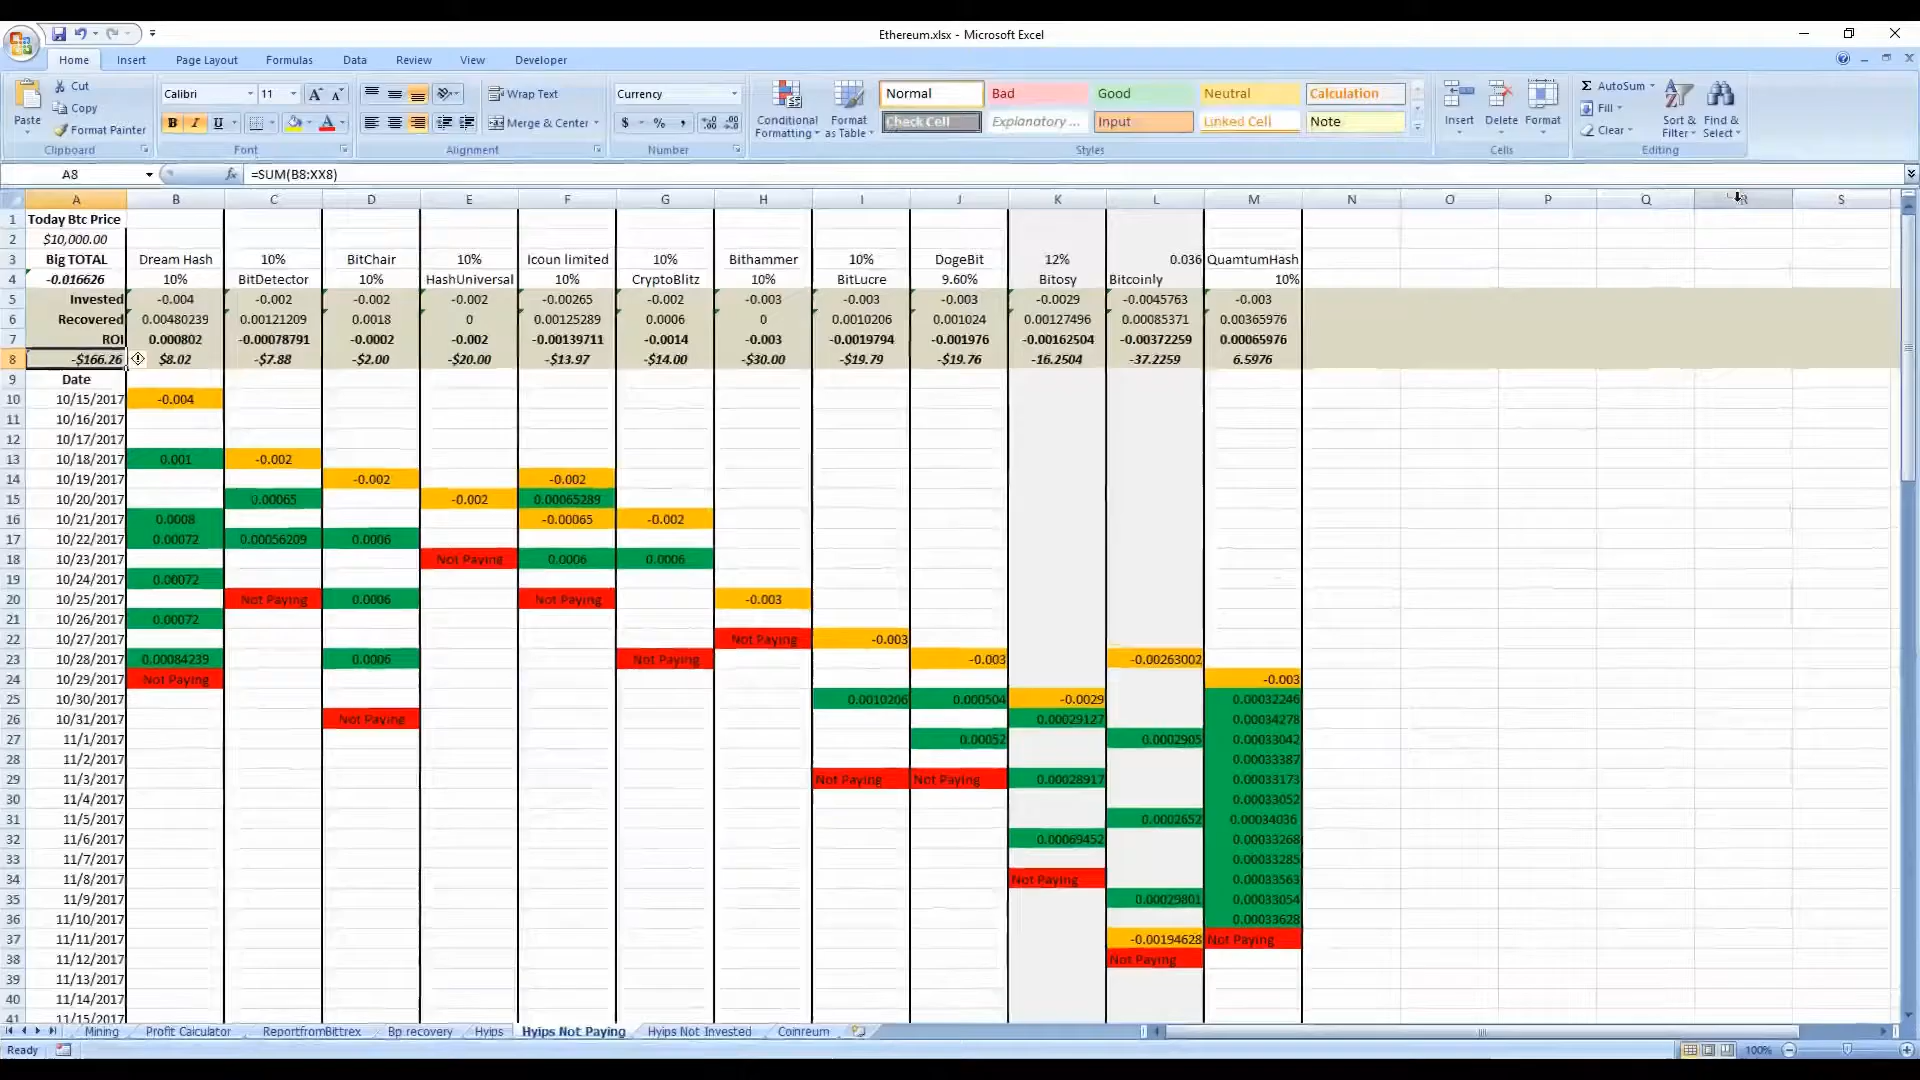 Ethereum.xlsx - Microsoft Excel
Home Insert Page Layout Formulas Data Review View Developer
Paste Cut Copy Format Painter
Calibri 11
B I U
Wrap Text
Merge & Center
Currency
$ % ,
Conditional Formatting Format as Table
Normal Bad Good Neutral Calculation
Check Cell Explanatory ... Input Linked Cell Note
Insert Delete Format
AutoSum Fill Clear
Sort & Filter Find & Select
Clipboard Font Alignment Number Styles Cells Editing
A8 fx =SUM(B8:XX8)
A B C D E F G H I J K L M N O P Q R S
1 Today Btc Price
2 $10,000.00
3 Big TOTAL Dream Hash 10% BitChair 10% Icoun limited 10% Bithammer 10% DogeBit 12% 0.036 QuamtumHash
4 -0.016626 10% BitDetector 10% HashUniversal 10% CryptoBlitz 10% BitLucre 9.60% Bitosy Bitcoinly 10%
5 Invested -0.004 -0.002 -0.002 -0.002 -0.00265 -0.002 -0.003 -0.003 -0.003 -0.0029 -0.0045763 -0.003
6 Recovered 0.00480239 0.00121209 0.0018 0 0.00125289 0.0006 0 0.0010206 0.001024 0.00127496 0.00085371 0.00365976
7 ROI 0.000802 -0.00078791 -0.0002 -0.002 -0.00139711 -0.0014 -0.003 -0.0019794 -0.001976 -0.00162504 -0.00372259 0.00065976
8 -$166.26 $8.02 -$7.88 -$2.00 -$20.00 -$13.97 -$14.00 -$30.00 -$19.79 -$19.76 -16.2504 -37.2259 6.5976
9 Date
10 10/15/2017 -0.004
11 10/16/2017
12 10/17/2017
13 10/18/2017 0.001 -0.002
14 10/19/2017 -0.002 -0.002
15 10/20/2017 0.00065 -0.002 0.00065289
16 10/21/2017 0.0008 -0.00065 -0.002
17 10/22/2017 0.00072 0.00056209 0.0006
18 10/23/2017 Not Paying 0.0006 0.0006
19 10/24/2017 0.00072
20 10/25/2017 Not Paying 0.0006 Not Paying -0.003
21 10/26/2017 0.00072
22 10/27/2017 Not Paying -0.003
23 10/28/2017 0.00084239 0.0006 Not Paying -0.003 -0.00263002
24 10/29/2017 Not Paying -0.003
25 10/30/2017 0.0010206 0.000504 -0.0029 0.00032246
26 10/31/2017 Not Paying 0.00029127 0.00034278
27 11/1/2017 0.00052 0.0002905 0.00033042
28 11/2/2017 0.00033387
29 11/3/2017 Not Paying Not Paying 0.00028917 0.00033173
30 11/4/2017 0.00033052
31 11/5/2017 0.0002652 0.00034036
32 11/6/2017 0.00069452 0.00033268
33 11/7/2017 0.00033285
34 11/8/2017 Not Paying 0.00033563
35 11/9/2017 0.00029801 0.00033054
36 11/10/2017 0.00033628
37 11/11/2017 -0.00194628 Not Paying
38 11/12/2017 Not Paying
39 11/13/2017
40 11/14/2017
41 11/15/2017
Mining Profit Calculator ReportfromBittrex Bp recovery Hyips Hyips Not Paying Hyips Not Invested Coinreum
Ready 100%